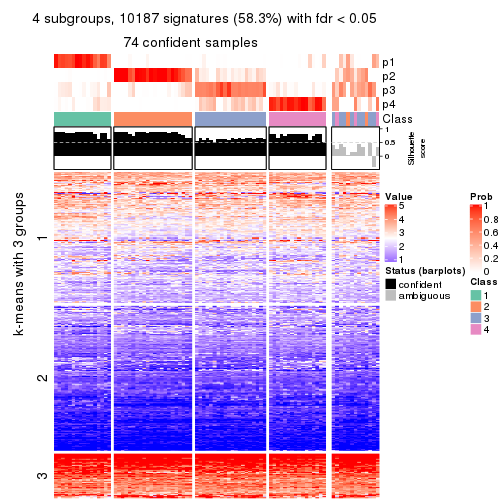 4 subgroups, 10187 signatures (58.3%) with fdr < 0.05
74 confident samples
p1
p2
p3
p4
Class
1
0.5
0
Silhouette
score
k-means with 3 groups
1
2
3
Value
5
4
3
2
1
Status (barplots)
confident
ambiguous
Prob
1
0.8
0.6
0.4
0.2
0
Class
1
2
3
4